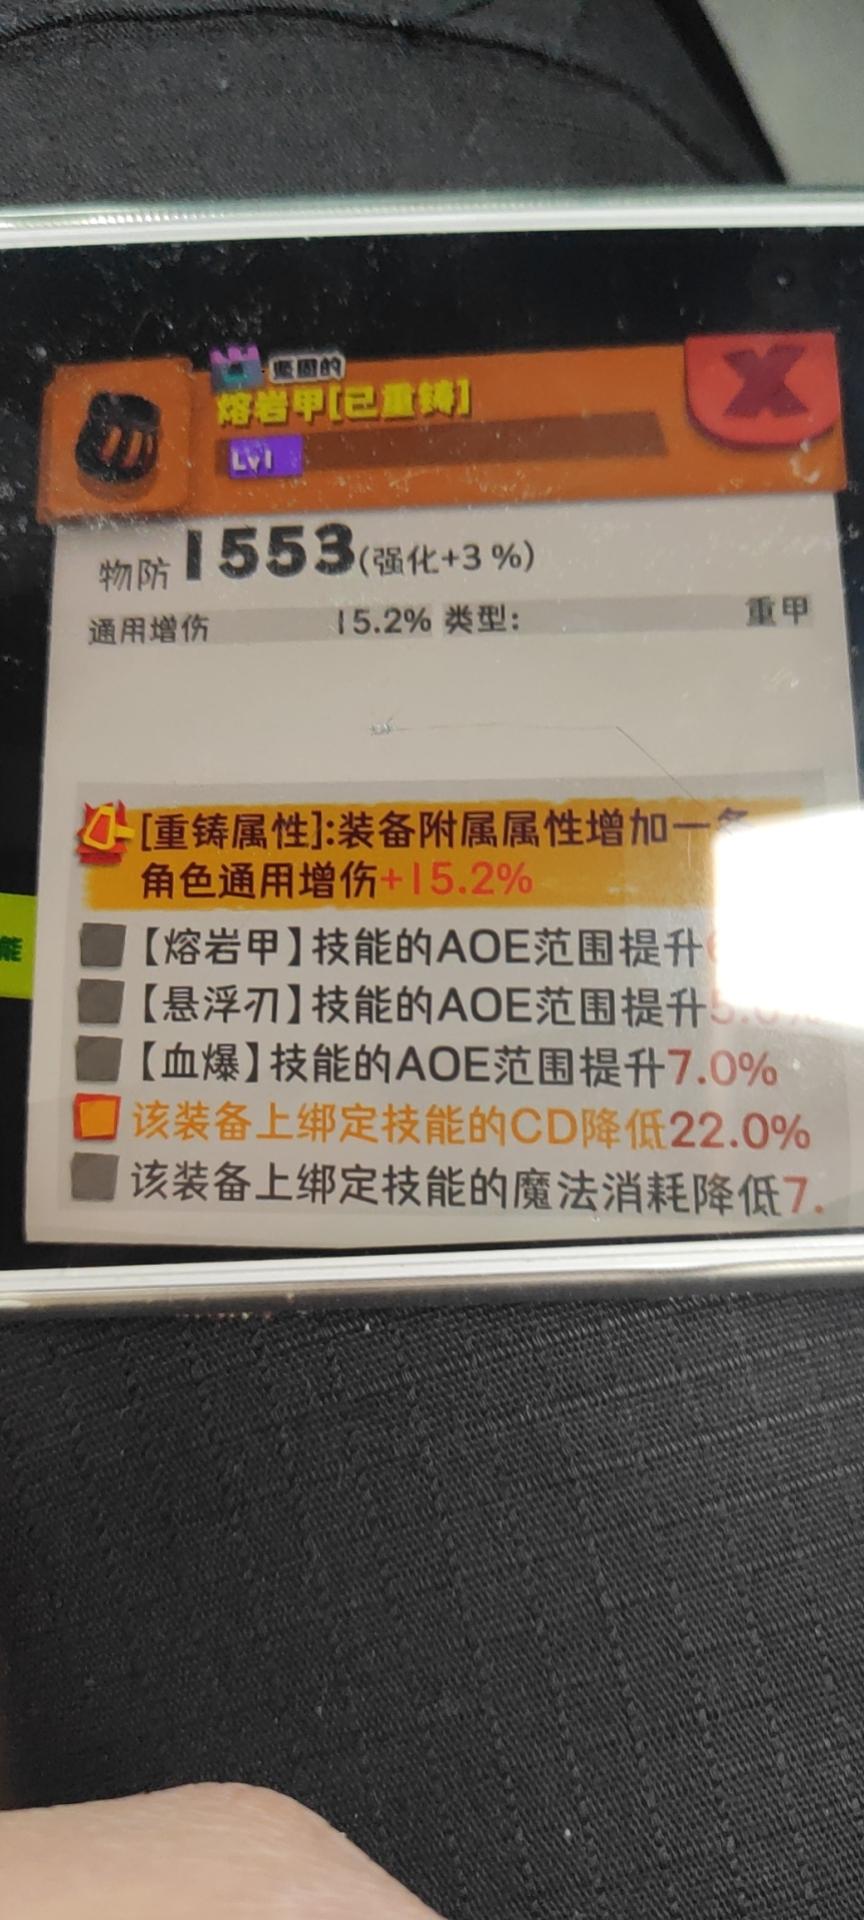 坚固的
熔岩甲[已重铸]
Lv1
物防 1553(强化+3%)
通用增伤 15.2% 类型: 重甲
[重铸属性]:装备附属属性增加一条
角色通用增伤+15.2%
能
【熔岩甲】技能的AOE范围提升
【悬浮刃】技能的AOE范围提升5.0%
【血爆】技能的AOE范围提升7.0%
该装备上绑定技能的CD降低22.0%
该装备上绑定技能的魔法消耗降低7.